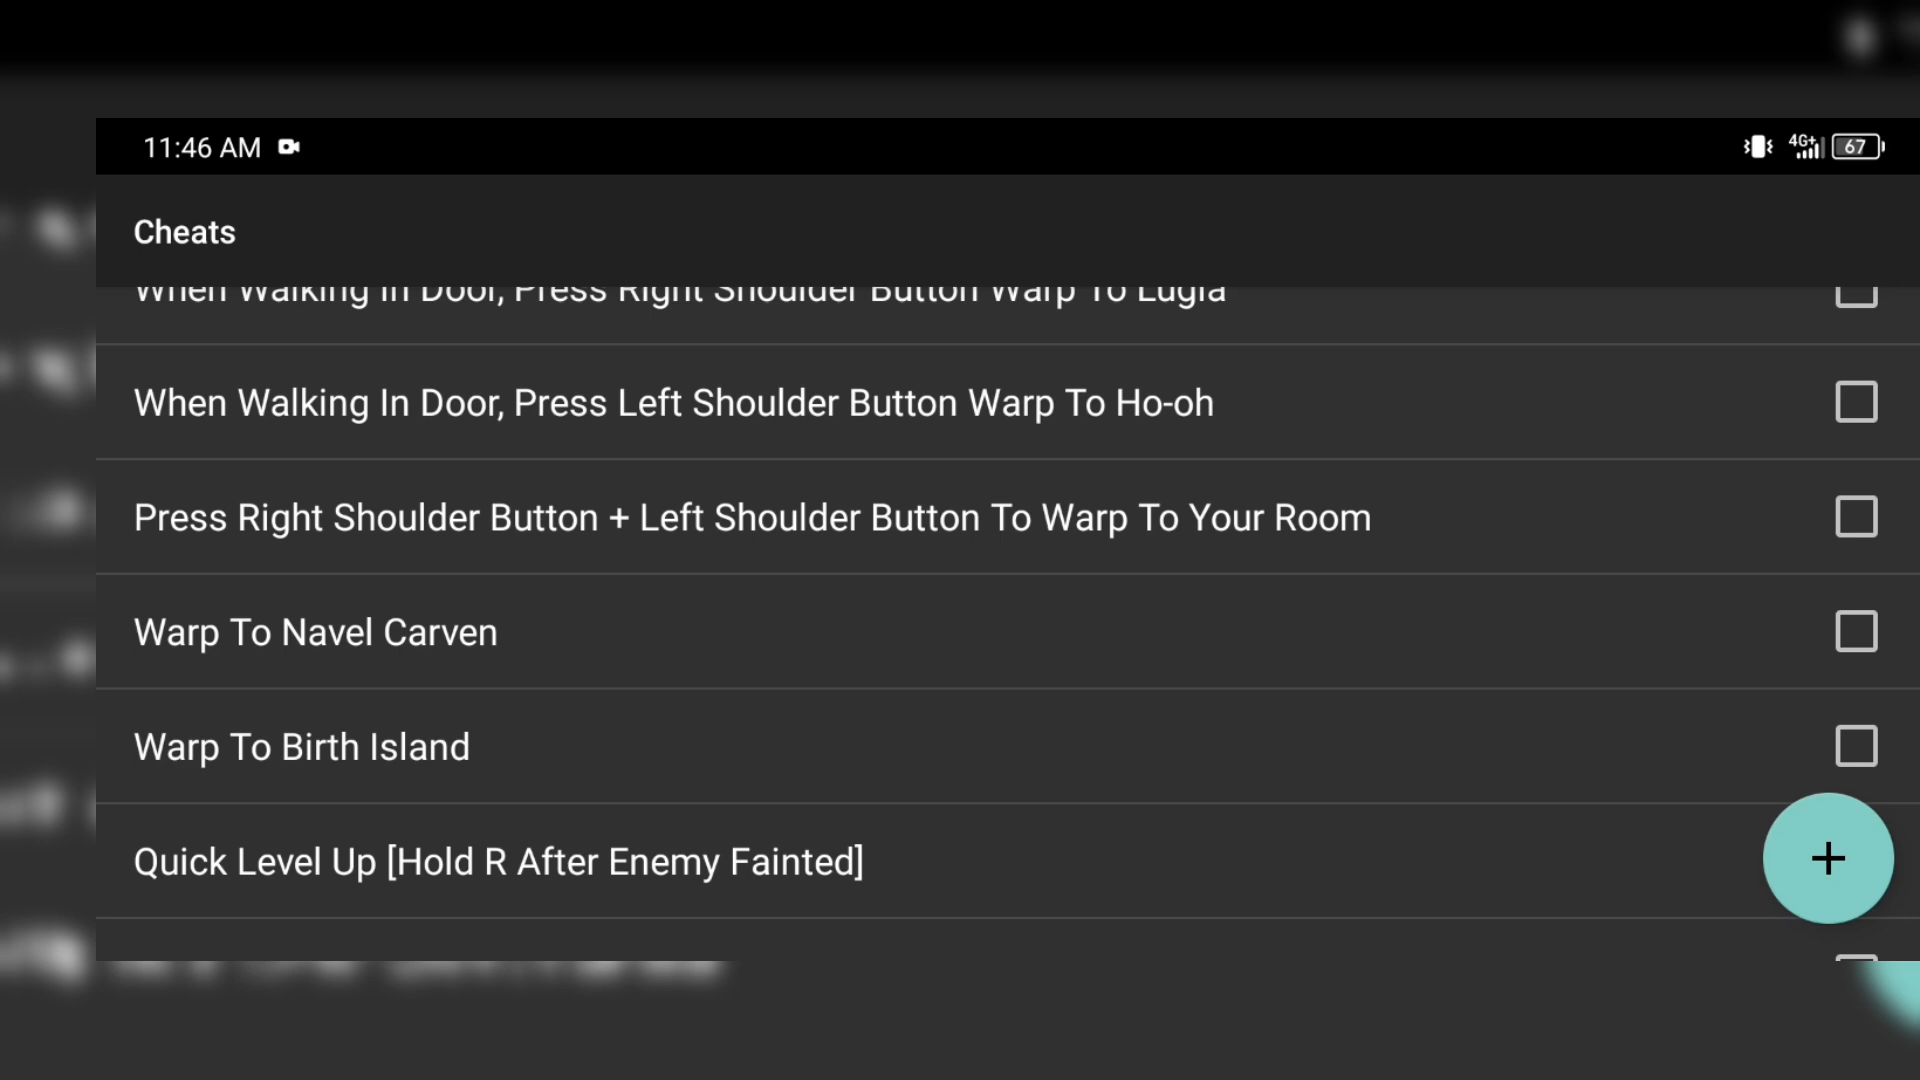 11:46 AM
4G+ 67
Cheats
When Walking In Door, Press Right Shoulder Button Warp To Lugia
When Walking In Door, Press Left Shoulder Button Warp To Ho-oh
Press Right Shoulder Button + Left Shoulder Button To Warp To Your Room
Warp To Navel Carven
Warp To Birth Island
Quick Level Up [Hold R After Enemy Fainted]